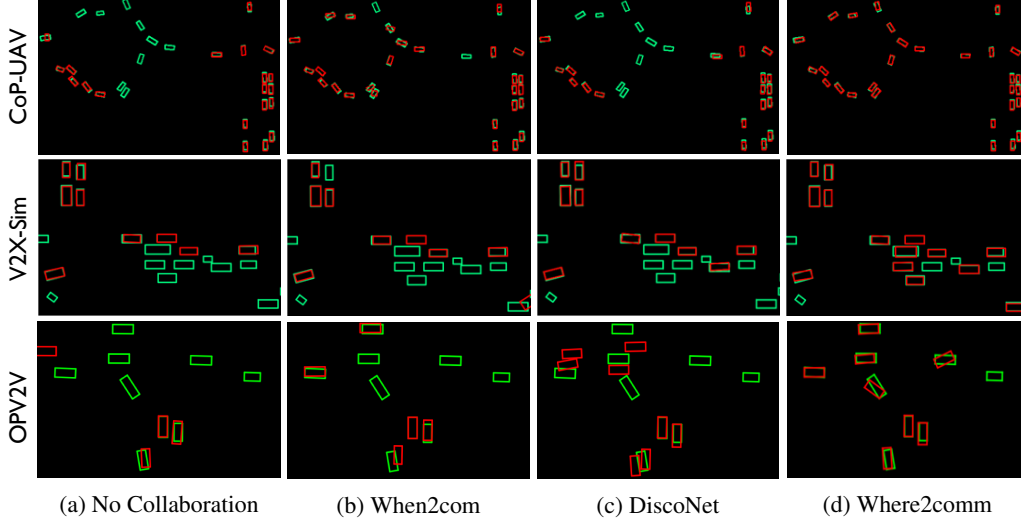 CoP-UAV
V2X-Sim
OPV2V
(a) No Collaboration
(b) When2com
(c) DiscoNet
(d) Where2comm